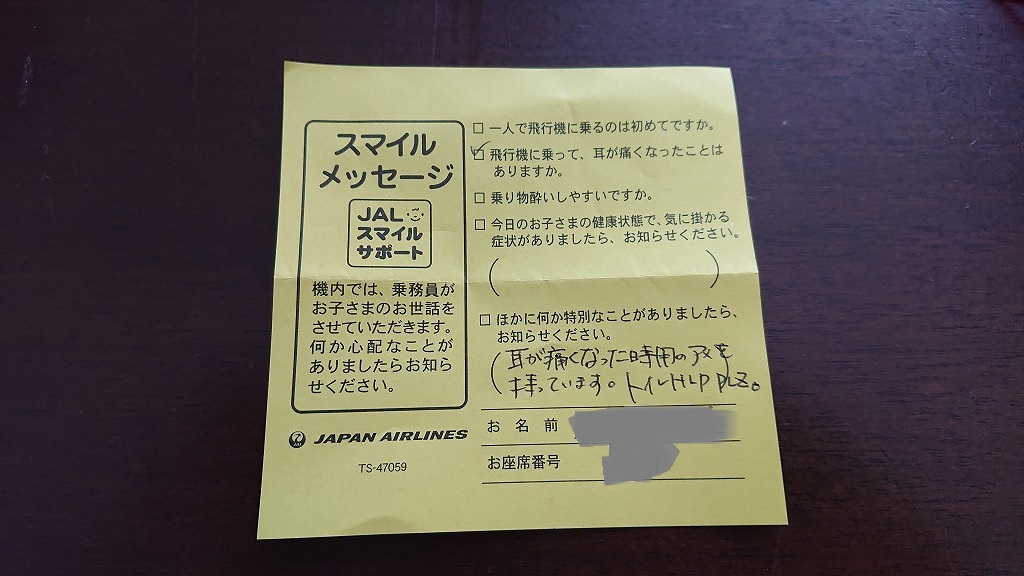 スマイル
メッセージ
JAL
スマイル
サポート
機内では、乗務員が
お子さまのお世話を
させていただきます。
何か心配なことが
ありましたらお知ら
せください。
JAPAN AIRLINES
TS-47059
□ 一人で飛行機に乗るのは初めてですか。
☑ 飛行機に乗って、耳が痛くなったことは
ありますか。
□ 乗り物酔いしやすいですか。
□ 今日のお子さまの健康状態で、気に掛かる
症状がありましたら、お知らせください。
( )
□ ほかに何か特別なことがありましたら、
お知らせください。
(耳が痛くなった時用のアメを
持っています。トイレHLP PLZ。
お名前
お座席番号